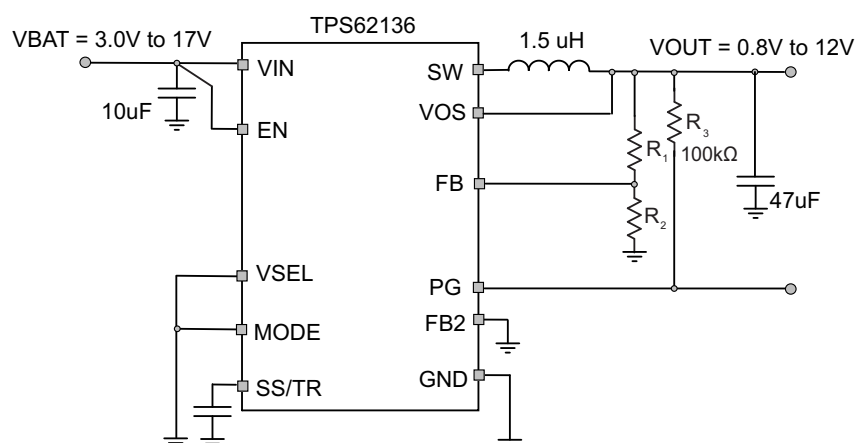 TPS62136
VBAT = 3.0V to 17V
1.5 uH
VOUT = 0.8V to 12V
VIN
SW
10uF
VOS
R3
EN
R1
100kΩ
FB
47uF
R2
VSEL
PG
MODE
FB2
SS/TR
GND